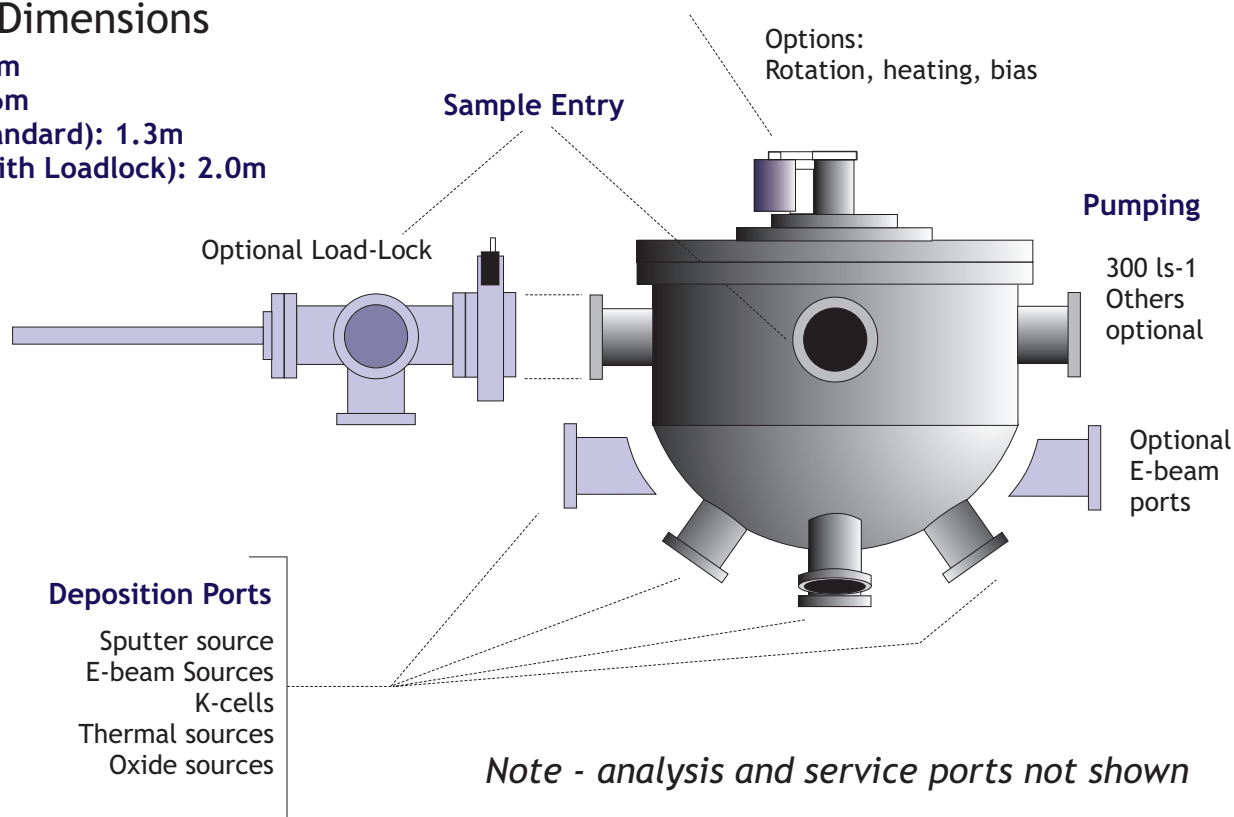 Dimensions
m
m
andard): 1.3m
ith Loadlock): 2.0m
Options:
Rotation, heating, bias
Sample Entry
Pumping
Optional Load-Lock
300 ls-1
Others
optional
Optional
E-beam
ports
Deposition Ports
Sputter source
E-beam Sources
K-cells
Thermal sources
Oxide sources
Note - analysis and service ports not shown